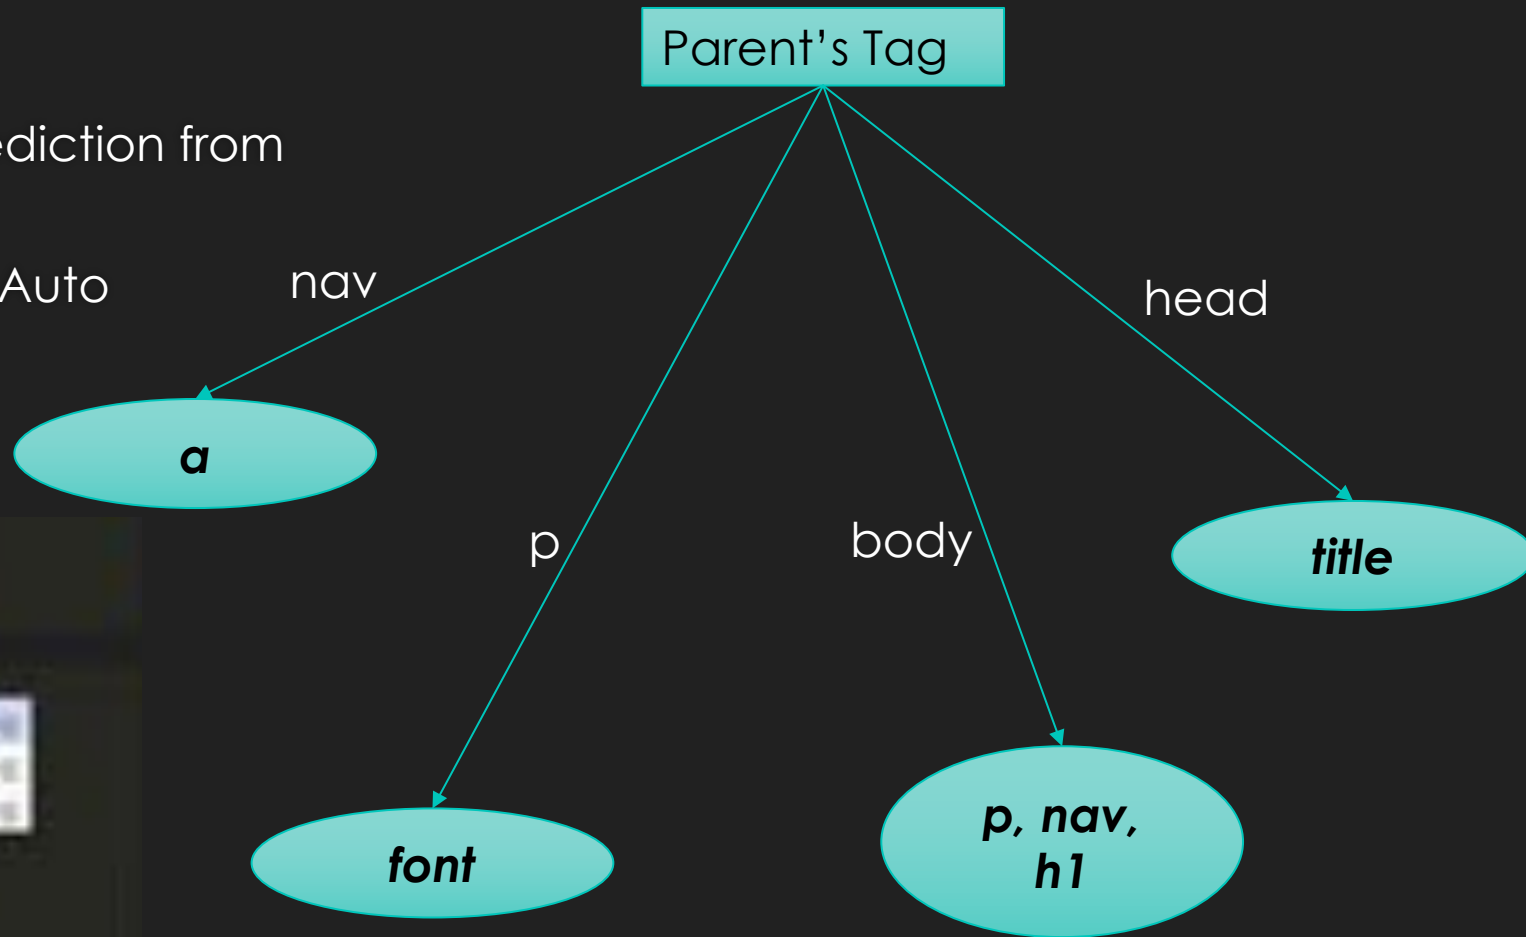 Parent's Tag
ediction from
Auto
nav
head
a
p
body
title
font
p, nav,
h1